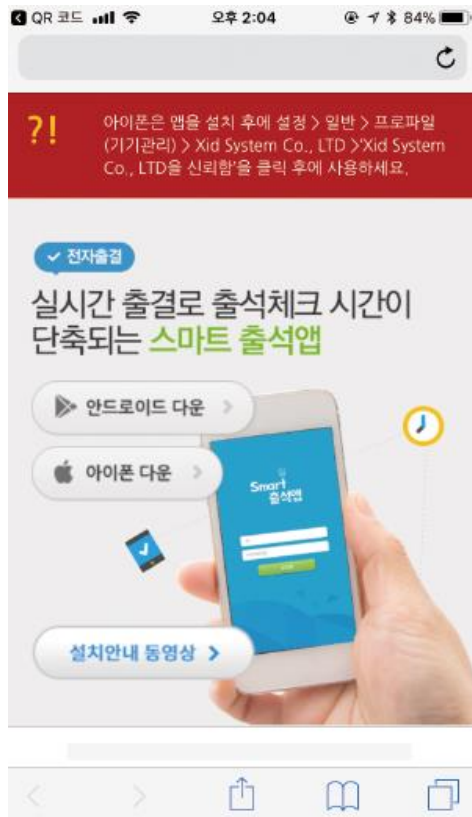 QR 코드 오후 2:04 84%
?! 아이폰은 앱을 설치 후에 설정 > 일반 > 프로파일
(기기관리) > Xid System Co., LTD >'Xid System
Co., LTD을 신뢰함'을 클릭 후에 사용하세요.
전자출결
실시간 출결로 출석체크 시간이
단축되는 스마트 출석앱
안드로이드 다운 >
아이폰 다운 >
Smart
출석앱
설치안내 동영상 >